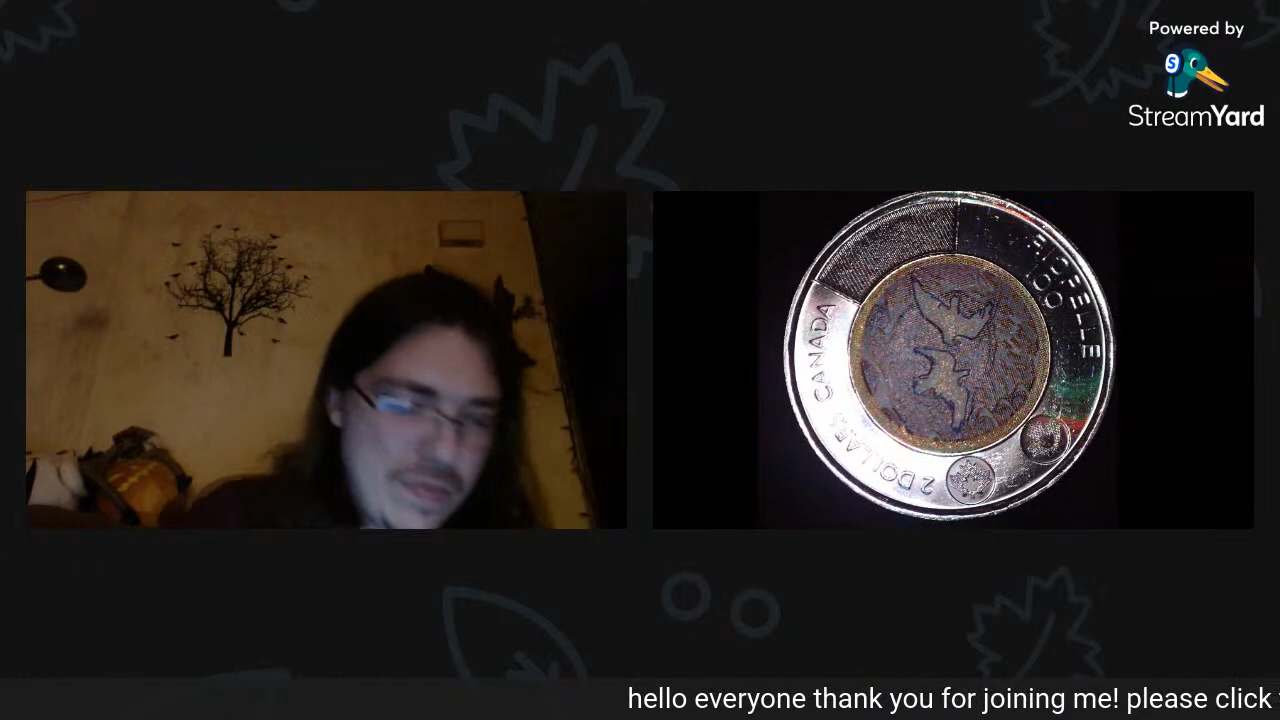 Powered by
StreamYard
RIOPELLE
100
CANADA
2 DOLLARS
hello everyone thank you for joining me! please click